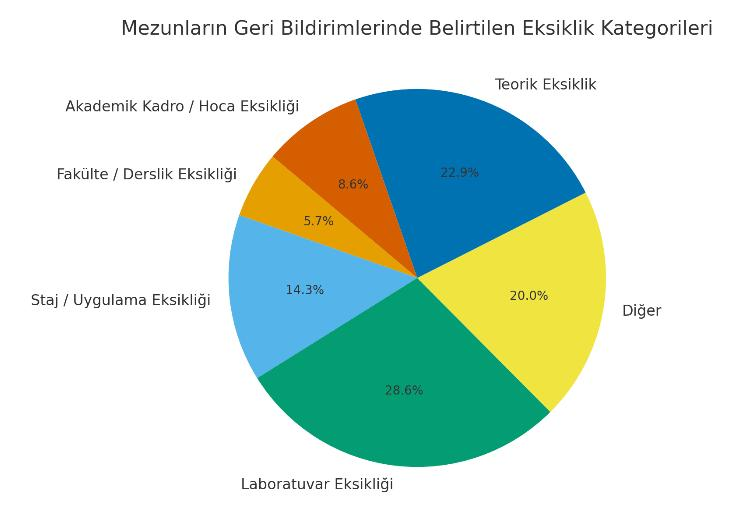 Mezunların Geri Bildirimlerinde Belirtilen Eksiklik Kategorileri
Teorik Eksiklik
Akademik Kadro / Hoca Eksikliği
Fakülte / Derslik Eksikliği
22.9%
8.6%
5.7%
Staj / Uygulama Eksikliği
14.3%
20.0%
Diğer
28.6%
Laboratuvar Eksikliği